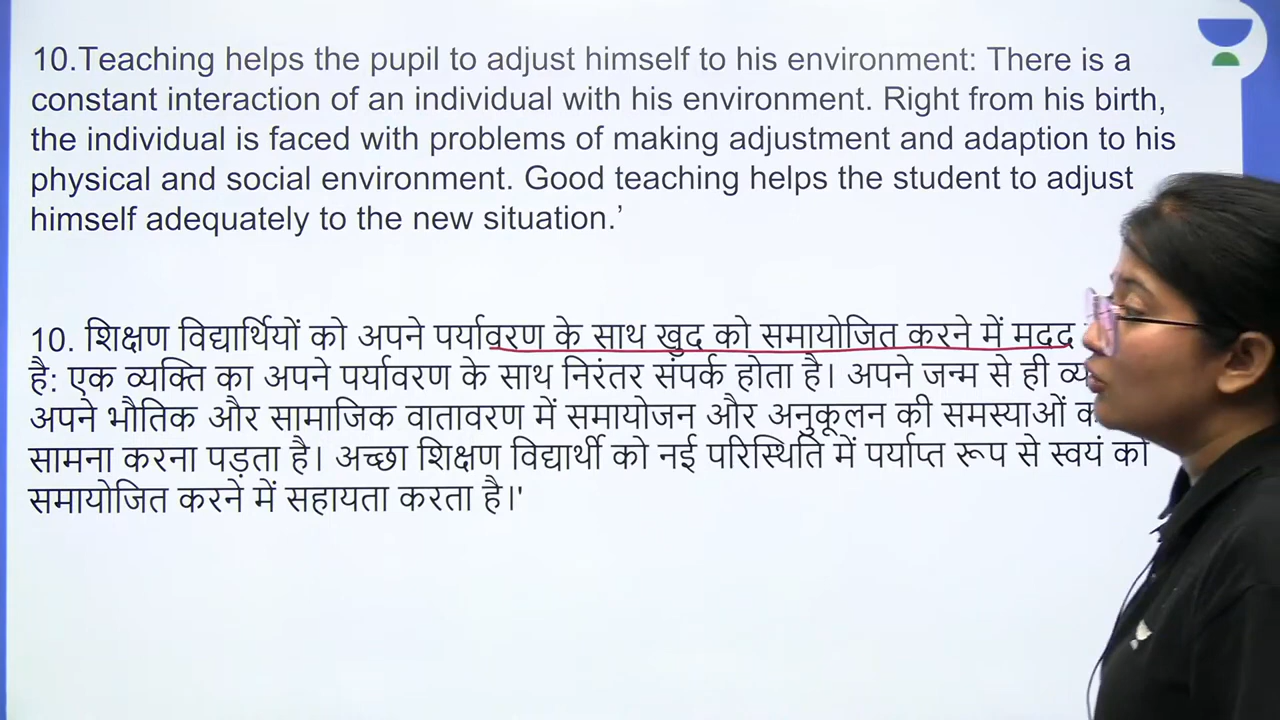 10.Teaching helps the pupil to adjust himself to his environment: There is a
constant interaction of an individual with his environment. Right from his birth,
the individual is faced with problems of making adjustment and adaption to his
physical and social environment. Good teaching helps the student to adjust
himself adequately to the new situation.’
10. शिक्षण विद्यार्थियों को अपने पर्यावरण के साथ खुद को समायोजित करने में मदद
है: एक व्यक्ति का अपने पर्यावरण के साथ निरंतर संपर्क होता है। अपने जन्म से ही
अपने भौतिक और सामाजिक वातावरण में समायोजन और अनुकूलन की समस्याओं
सामना करना पड़ता है। अच्छा शिक्षण विद्यार्थी को नई परिस्थिति में पर्याप्त रूप से स्वयं को
समायोजित करने में सहायता करता है।'